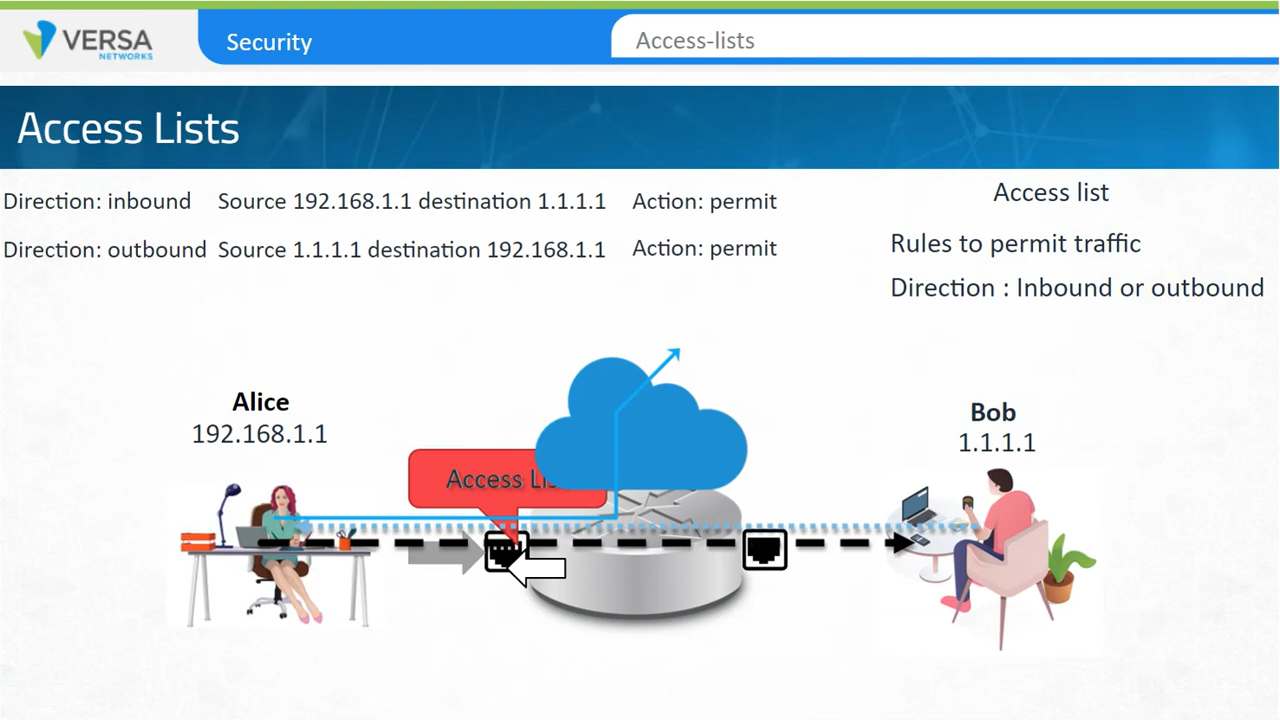 VERSA
NETWORKS
Security
Access-lists
Access Lists
Direction: inbound Source 192.168.1.1 destination 1.1.1.1 Action: permit
Direction: outbound Source 1.1.1.1 destination 192.168.1.1 Action: permit
Access list
Rules to permit traffic
Direction : Inbound or outbound
Alice
192.168.1.1
Bob
1.1.1.1
Access